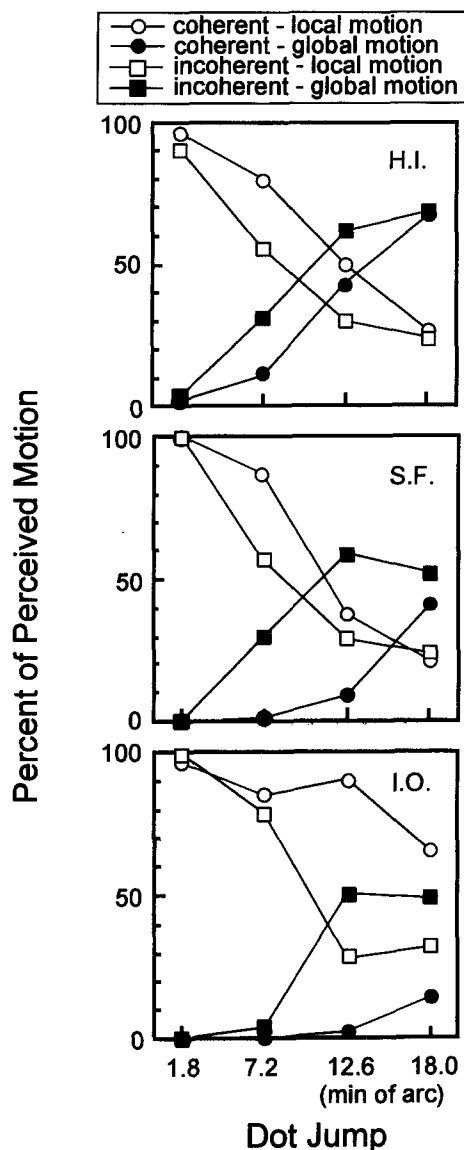 coherent - local motion
coherent - global motion
incoherent - local motion
incoherent - global motion
100
H.I.
50
0
100
S.F.
50
0
100
I.O.
50
0
1.8 7.2 12.6 18.0
(min of arc)
Dot Jump
Percent of Perceived Motion